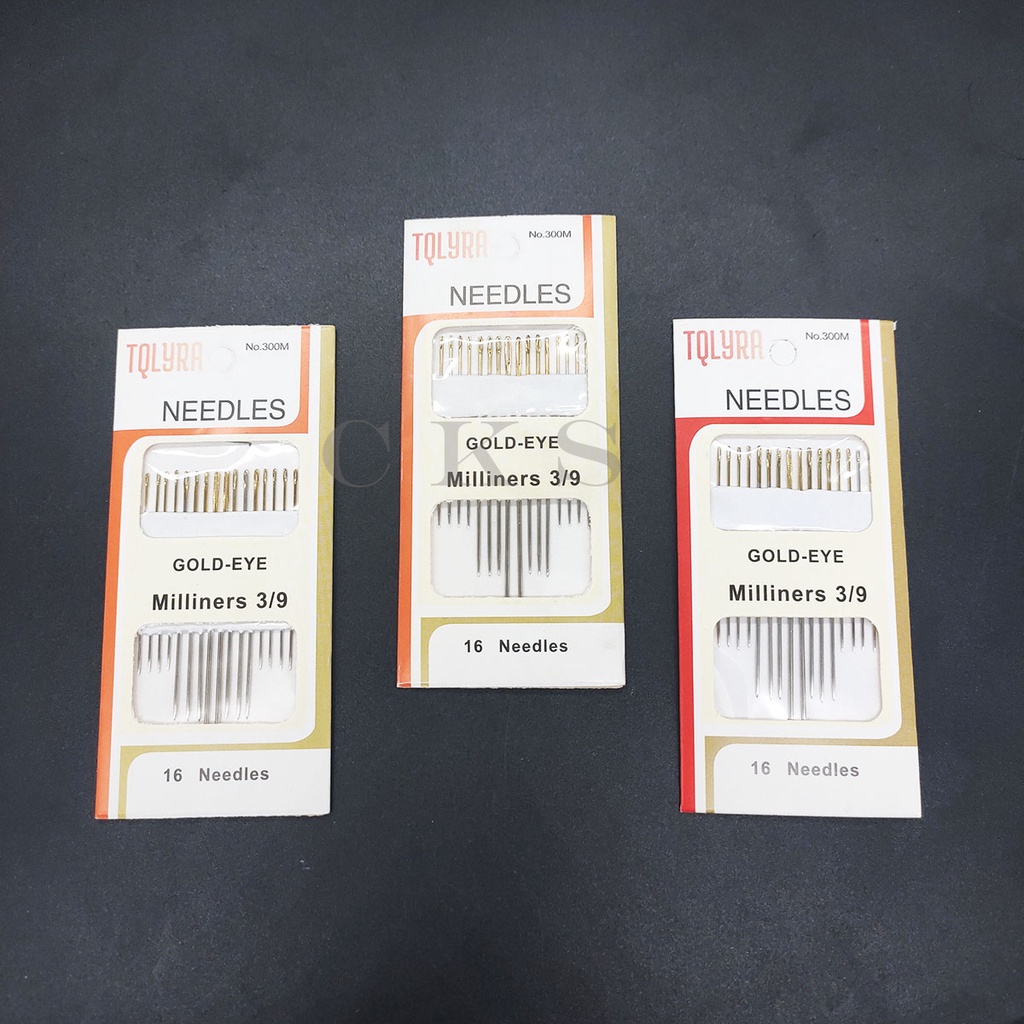 TQLYRA
No.300M
NEEDLES
GOLD-EYE
Milliners 3/9
16 Needles
TQLYRA
No.300M
NEEDLES
GOLD-EYE
Milliners 3/9
16 Needles
TQLYRA
No.300M
NEEDLES
GOLD-EYE
Milliners 3/9
16 Needles
CKS